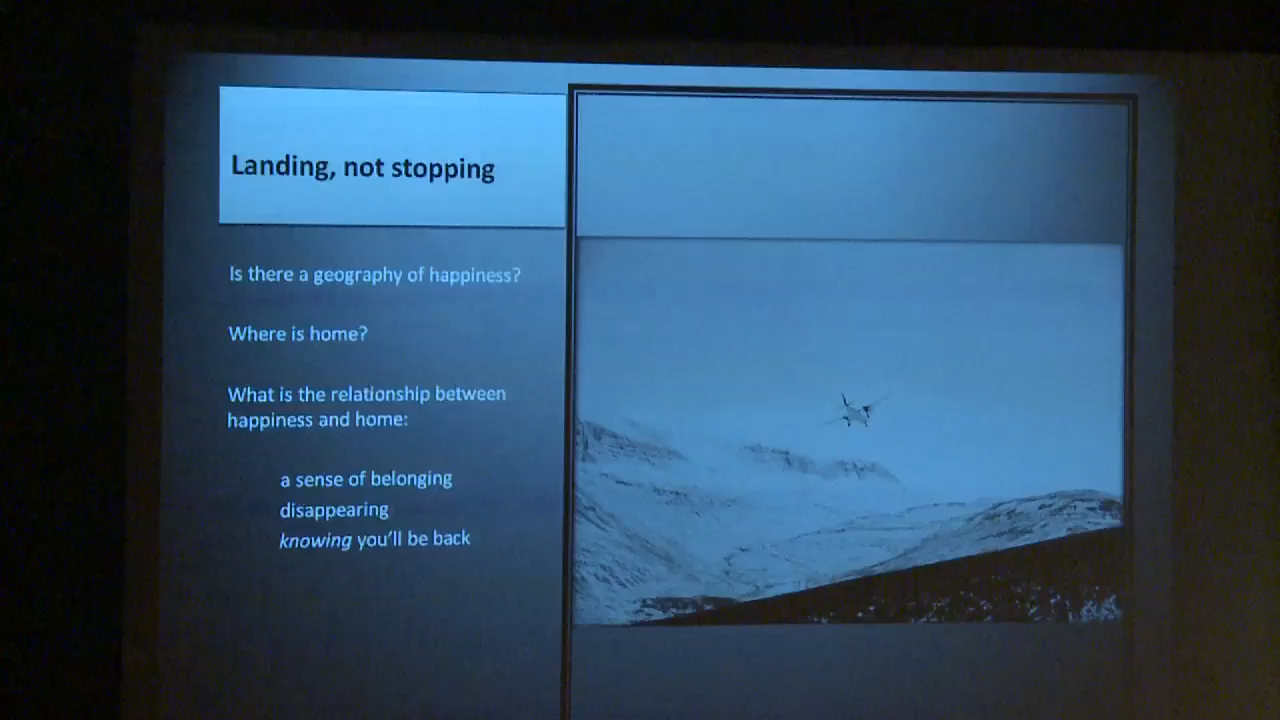 Landing, not stopping
Is there a geography of happiness?
Where is home?
What is the relationship between
happiness and home:
a sense of belonging
disappearing
knowing you'll be back